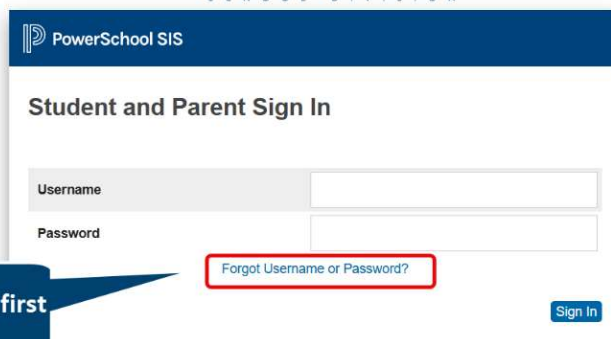 PowerSchool SIS
Student and Parent Sign In
Username
Password
Forgot Username or Password?
first
Sign In